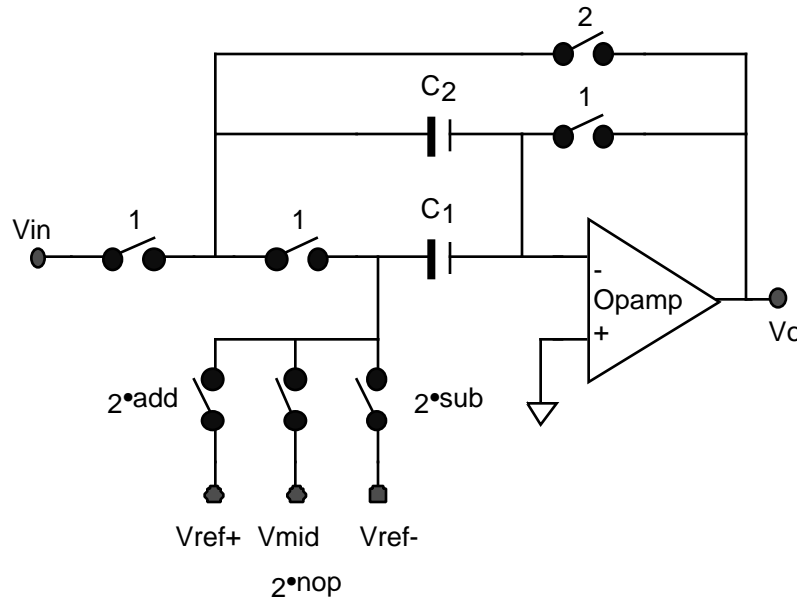 2
C2
1
Vin
1
1
C1
-
Opamp
+
Vo
2•add
2•sub
Vref+
Vmid
Vref-
2•nop